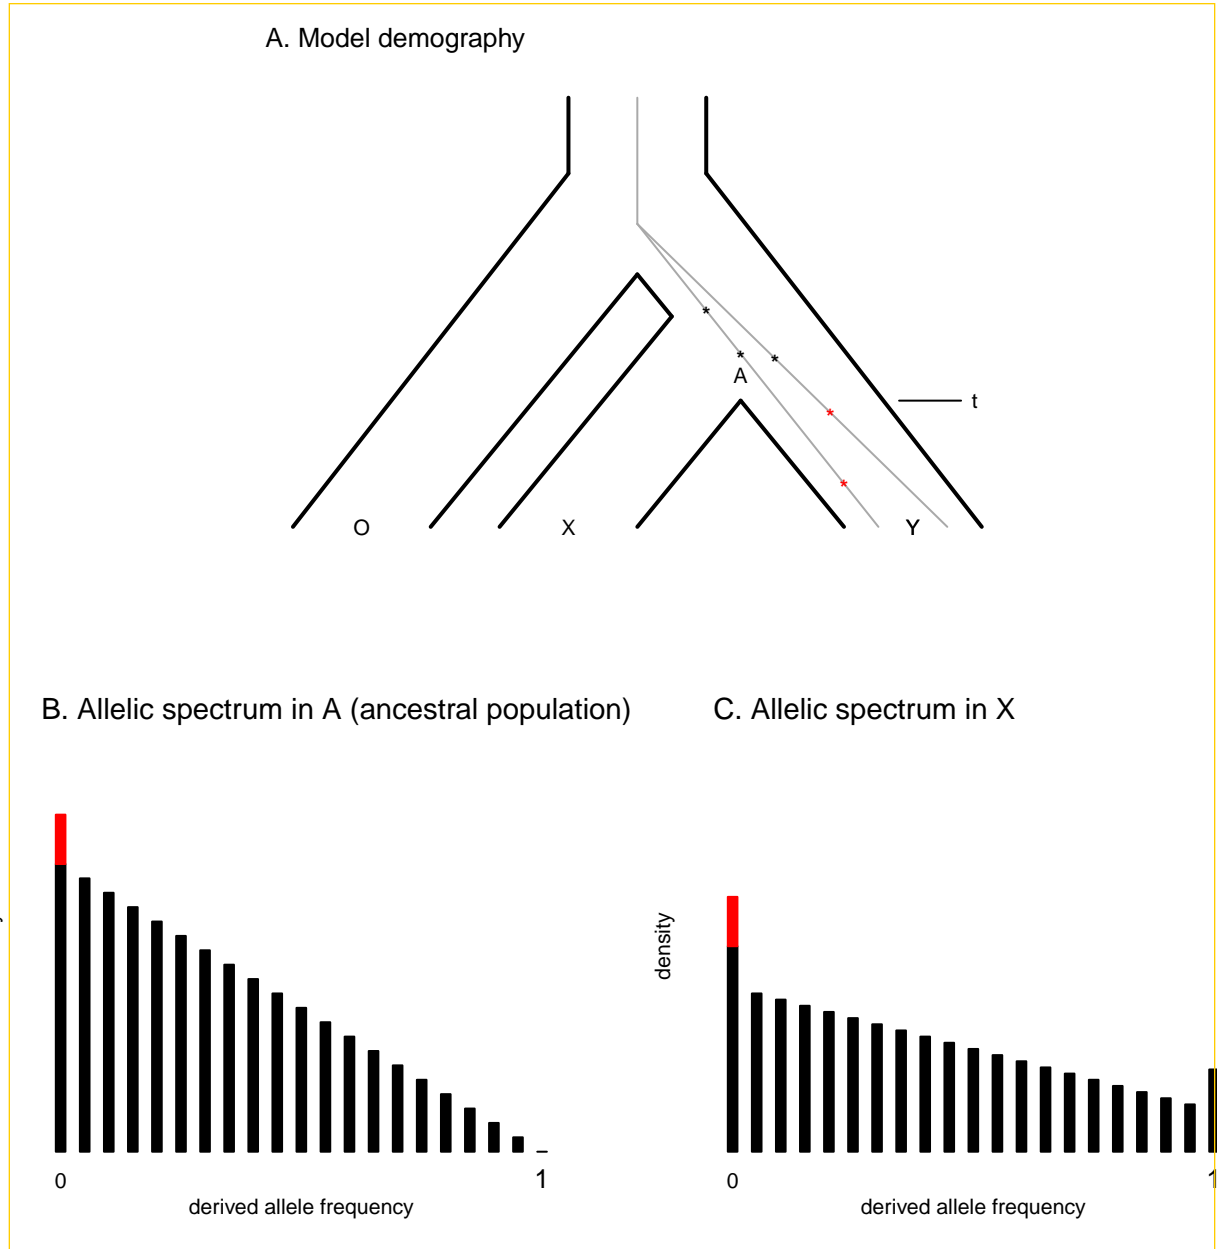 A. Model demography
*
*
*
A
t
*
*
O X Y
B. Allelic spectrum in A (ancestral population)
C. Allelic spectrum in X
density
0 1
derived allele frequency
0 1
derived allele frequency